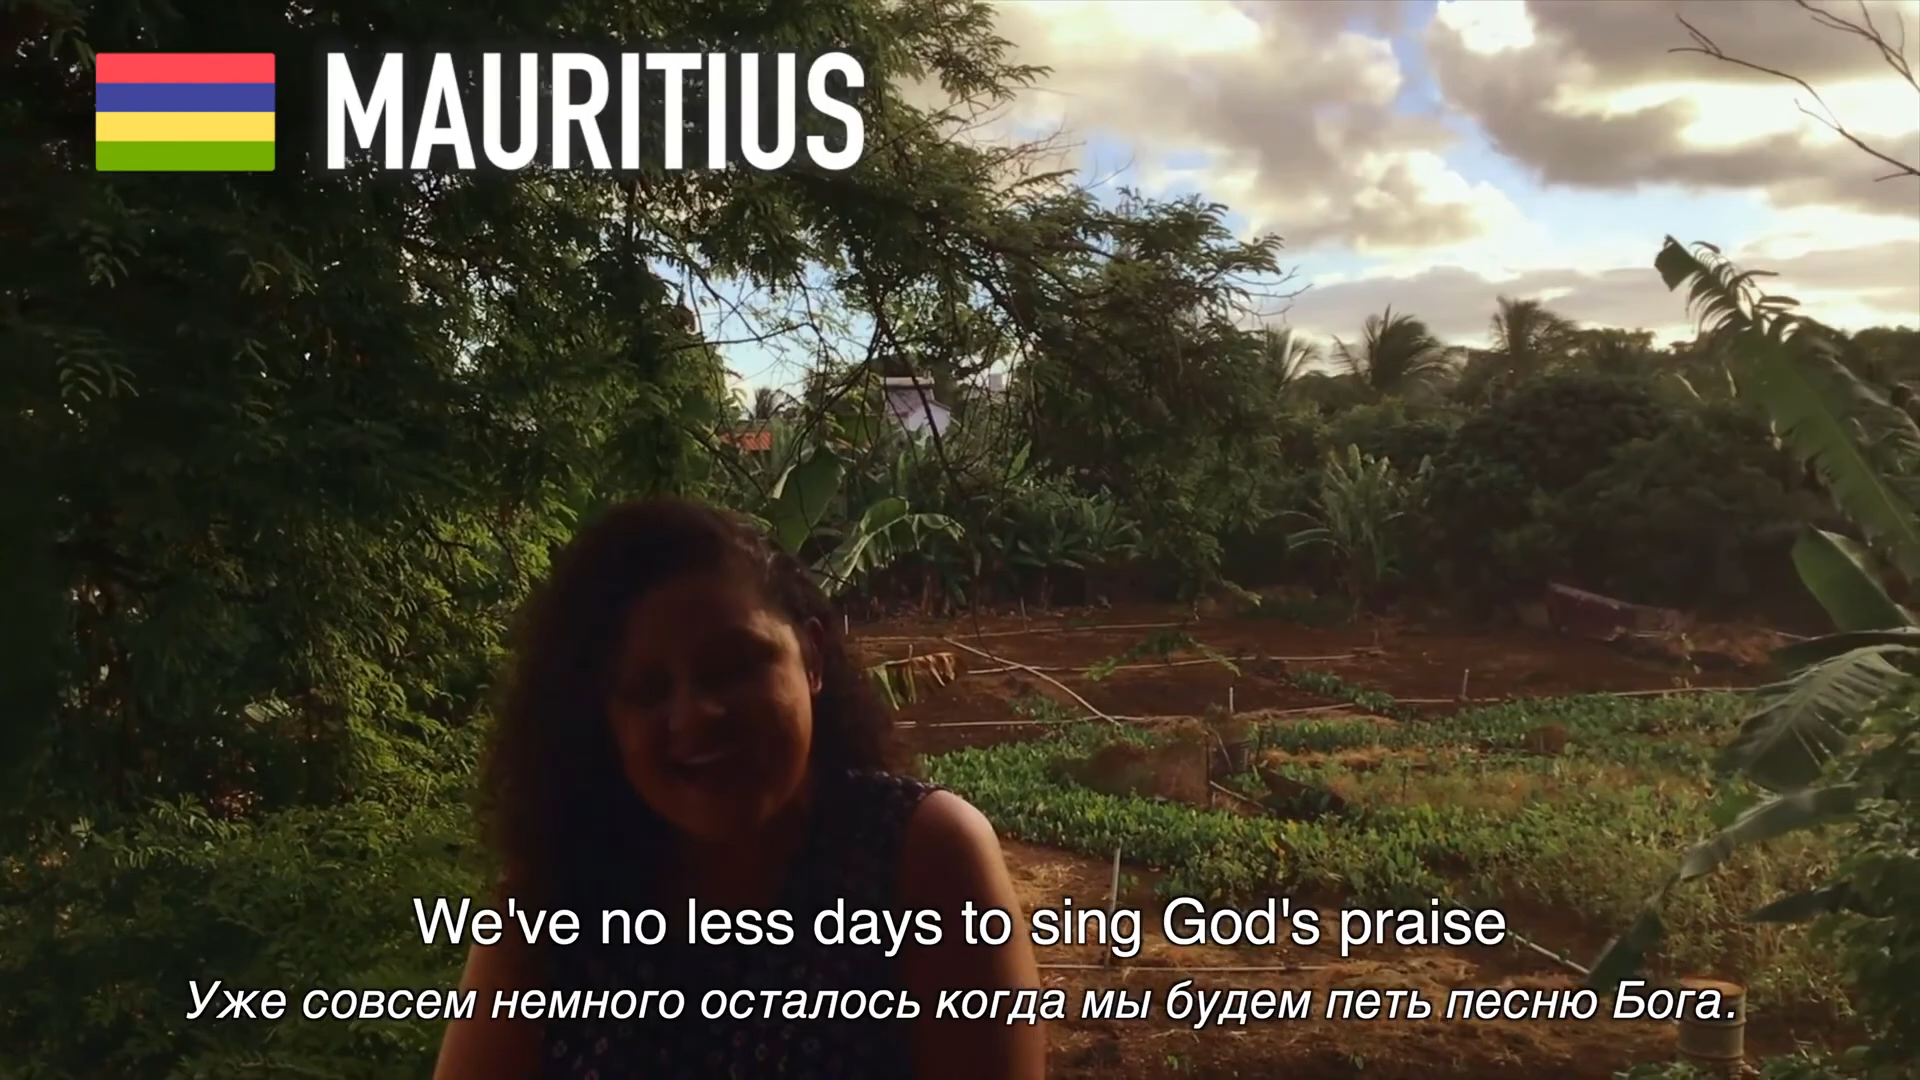 MAURITIUS
We've no less days to sing God's praise
Уже совсем немного осталось когда мы будем петь песню Бога.